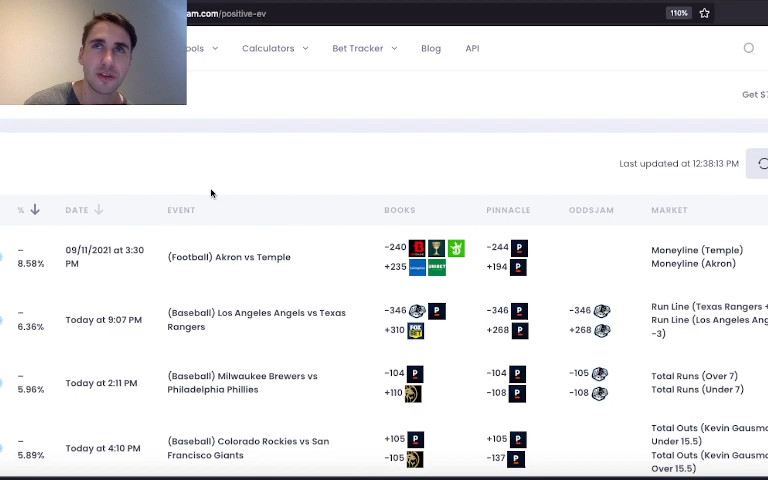 am.com/positive-ev
110%
ools
Calculators
Bet Tracker
Blog
API
Get $
Last updated at 12:38:13 PM
% DATE EVENT BOOKS PINNACLE ODDSJAM MARKET
–
8.58%
09/11/2021 at 3:30
PM
(Football) Akron vs Temple
-240
+235
UNIBET
-244
+194
Moneyline (Temple)
Moneyline (Akron)
–
6.36%
Today at 9:07 PM
(Baseball) Los Angeles Angels vs Texas
Rangers
-346
+310
FOX
BET
-346
+268
-346
+268
Run Line (Texas Rangers +
Run Line (Los Angeles Ang
-3)
–
5.96%
Today at 2:11 PM
(Baseball) Milwaukee Brewers vs
Philadelphia Phillies
-104
+110
-104
-108
-105
-108
Total Runs (Over 7)
Total Runs (Under 7)
–
5.89%
Today at 4:10 PM
(Baseball) Colorado Rockies vs San
Francisco Giants
+105
-105
+105
-137
Total Outs (Kevin Gausma
Under 15.5)
Total Outs (Kevin Gausma
Over 15.5)